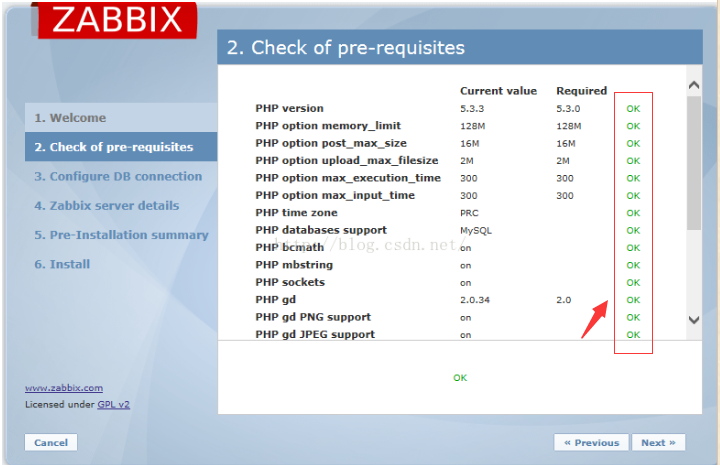 ZABBIX
2. Check of pre-requisites
1. Welcome
2. Check of pre-requisites
3. Configure DB connection
4. Zabbix server details
5. Pre-Installation summary
6. Install
Current value Required
PHP version 5.3.3 5.3.0 OK
PHP option memory_limit 128M 128M OK
PHP option post_max_size 16M 16M OK
PHP option upload_max_filesize 2M 2M OK
PHP option max_execution_time 300 300 OK
PHP option max_input_time 300 300 OK
PHP time zone PRC OK
PHP databases support MySQL OK
http://blog.csdn.net/
PHP bcmath on OK
PHP mbstring on OK
PHP sockets on OK
PHP gd 2.0.34 2.0 OK
PHP gd PNG support on OK
PHP gd JPEG support on OK
OK
www.zabbix.com
Licensed under GPL v2
Cancel
« Previous
Next »